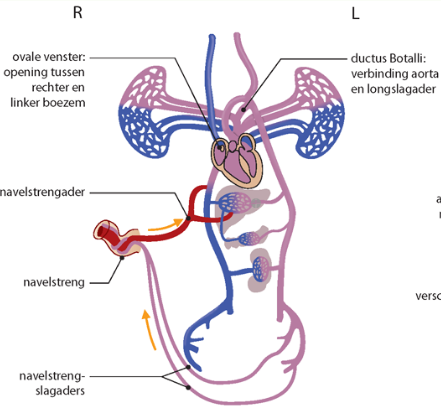 R
L
ovale venster:
opening tussen
rechter en
linker boezem
ductus Botalli:
verbinding aorta
en longslagader
navelstrengader
navelstreng
navelstreng-
slagaders